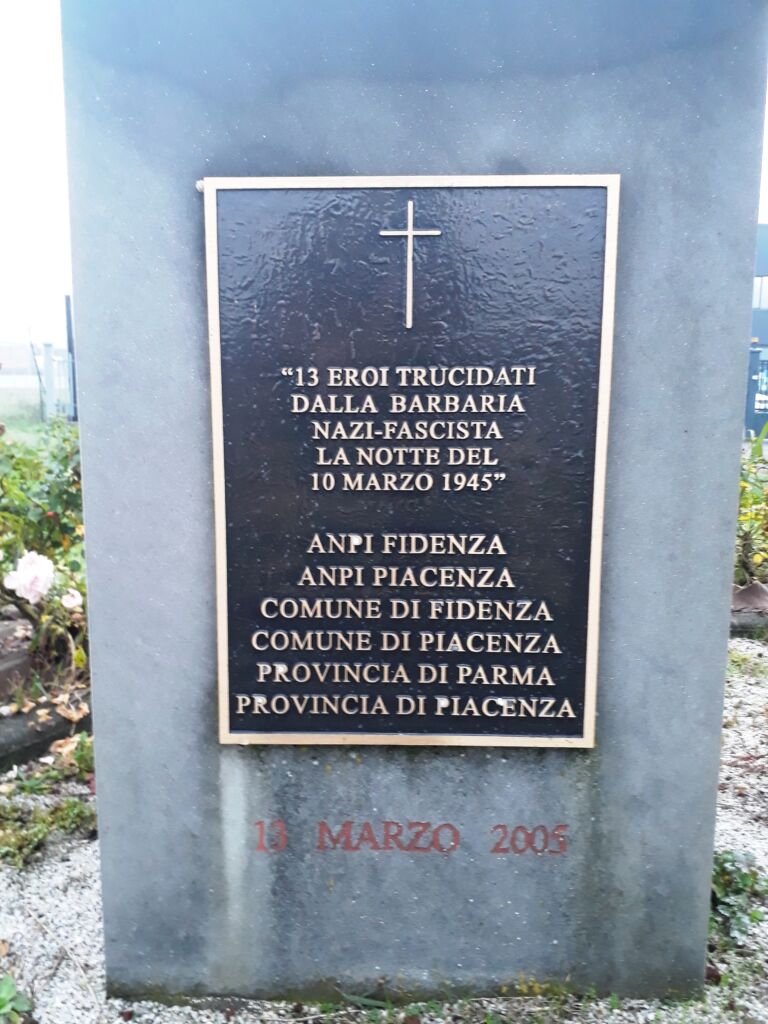 “13 EROI TRUCIDATI
DALLA BARBARIA
NAZI-FASCISTA
LA NOTTE DEL
10 MARZO 1945”
ANPI FIDENZA
ANPI PIACENZA
COMUNE DI FIDENZA
COMUNE DI PIACENZA
PROVINCIA DI PARMA
PROVINCIA DI PIACENZA
13 MARZO 2005